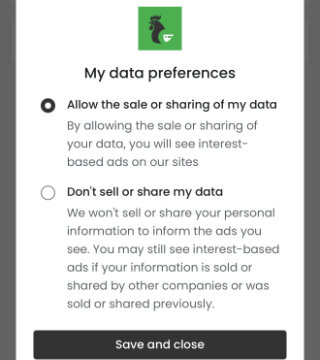 My data preferences
Allow the sale or sharing of my data
By allowing the sale or sharing of
your data, you will see interest-
based ads on our sites
Don't sell or share my data
We won't sell or share your personal
information to inform the ads you
see. You may still see interest-based
ads if your information is sold or
shared by other companies or was
sold or shared previously.
Save and close